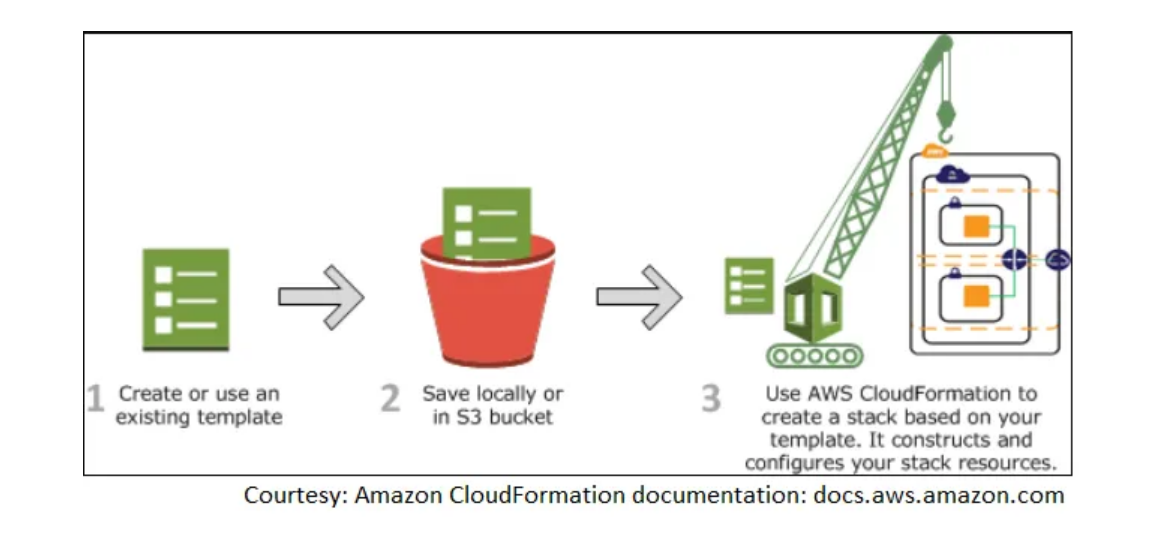 1 Create or use an
existing template
2 Save locally or
in S3 bucket
3 Use AWS CloudFormation to
create a stack based on your
template. It constructs and
configures your stack resources.
Courtesy: Amazon CloudFormation documentation: docs.aws.amazon.com